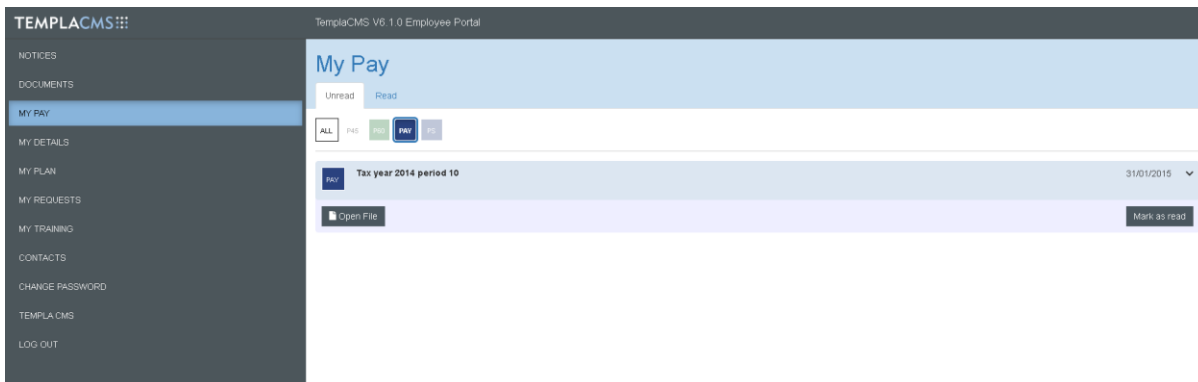 TEMPLACMS
TemplaCMS V6.1.0 Employee Portal
NOTICES
DOCUMENTS
MY PAY
MY DETAILS
MY PLAN
MY REQUESTS
MY TRAINING
CONTACTS
CHANGE PASSWORD
TEMPLA CMS
LOG OUT
My Pay
Unread Read
ALL P45 P60 PAY PS
PAY Tax year 2014 period 10 31/01/2015
Open File Mark as read